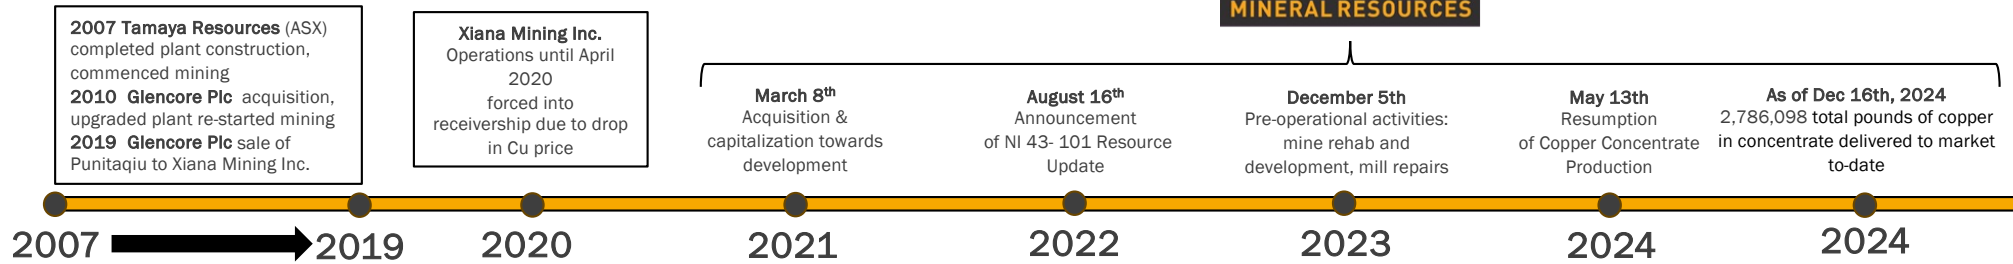 MINERAL RESOURCES
2007 Tamaya Resources (ASX)
completed plant construction,
commenced mining
2010 Glencore Plc acquisition,
upgraded plant re-started mining
2019 Glencore Plc sale of
Punitaqiu to Xiana Mining Inc.
Xiana Mining Inc.
Operations until April
2020
forced into
receivership due to drop
in Cu price
March 8th
Acquisition &
capitalization towards
development
August 16th
Announcement
of NI 43- 101 Resource
Update
December 5th
Pre-operational activities:
mine rehab and
development, mill repairs
May 13th
Resumption
of Copper Concentrate
Production
As of Dec 16th, 2024
2,786,098 total pounds of copper
in concentrate delivered to market
to-date
2007
2019
2020
2021
2022
2023
2024
2024